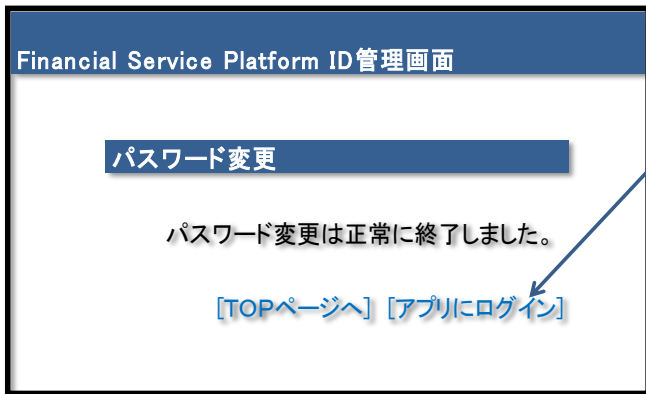 Financial Service Platform ID管理画面
パスワード変更
パスワード変更は正常に終了しました。
[TOPページへ] [アプリにログイン]